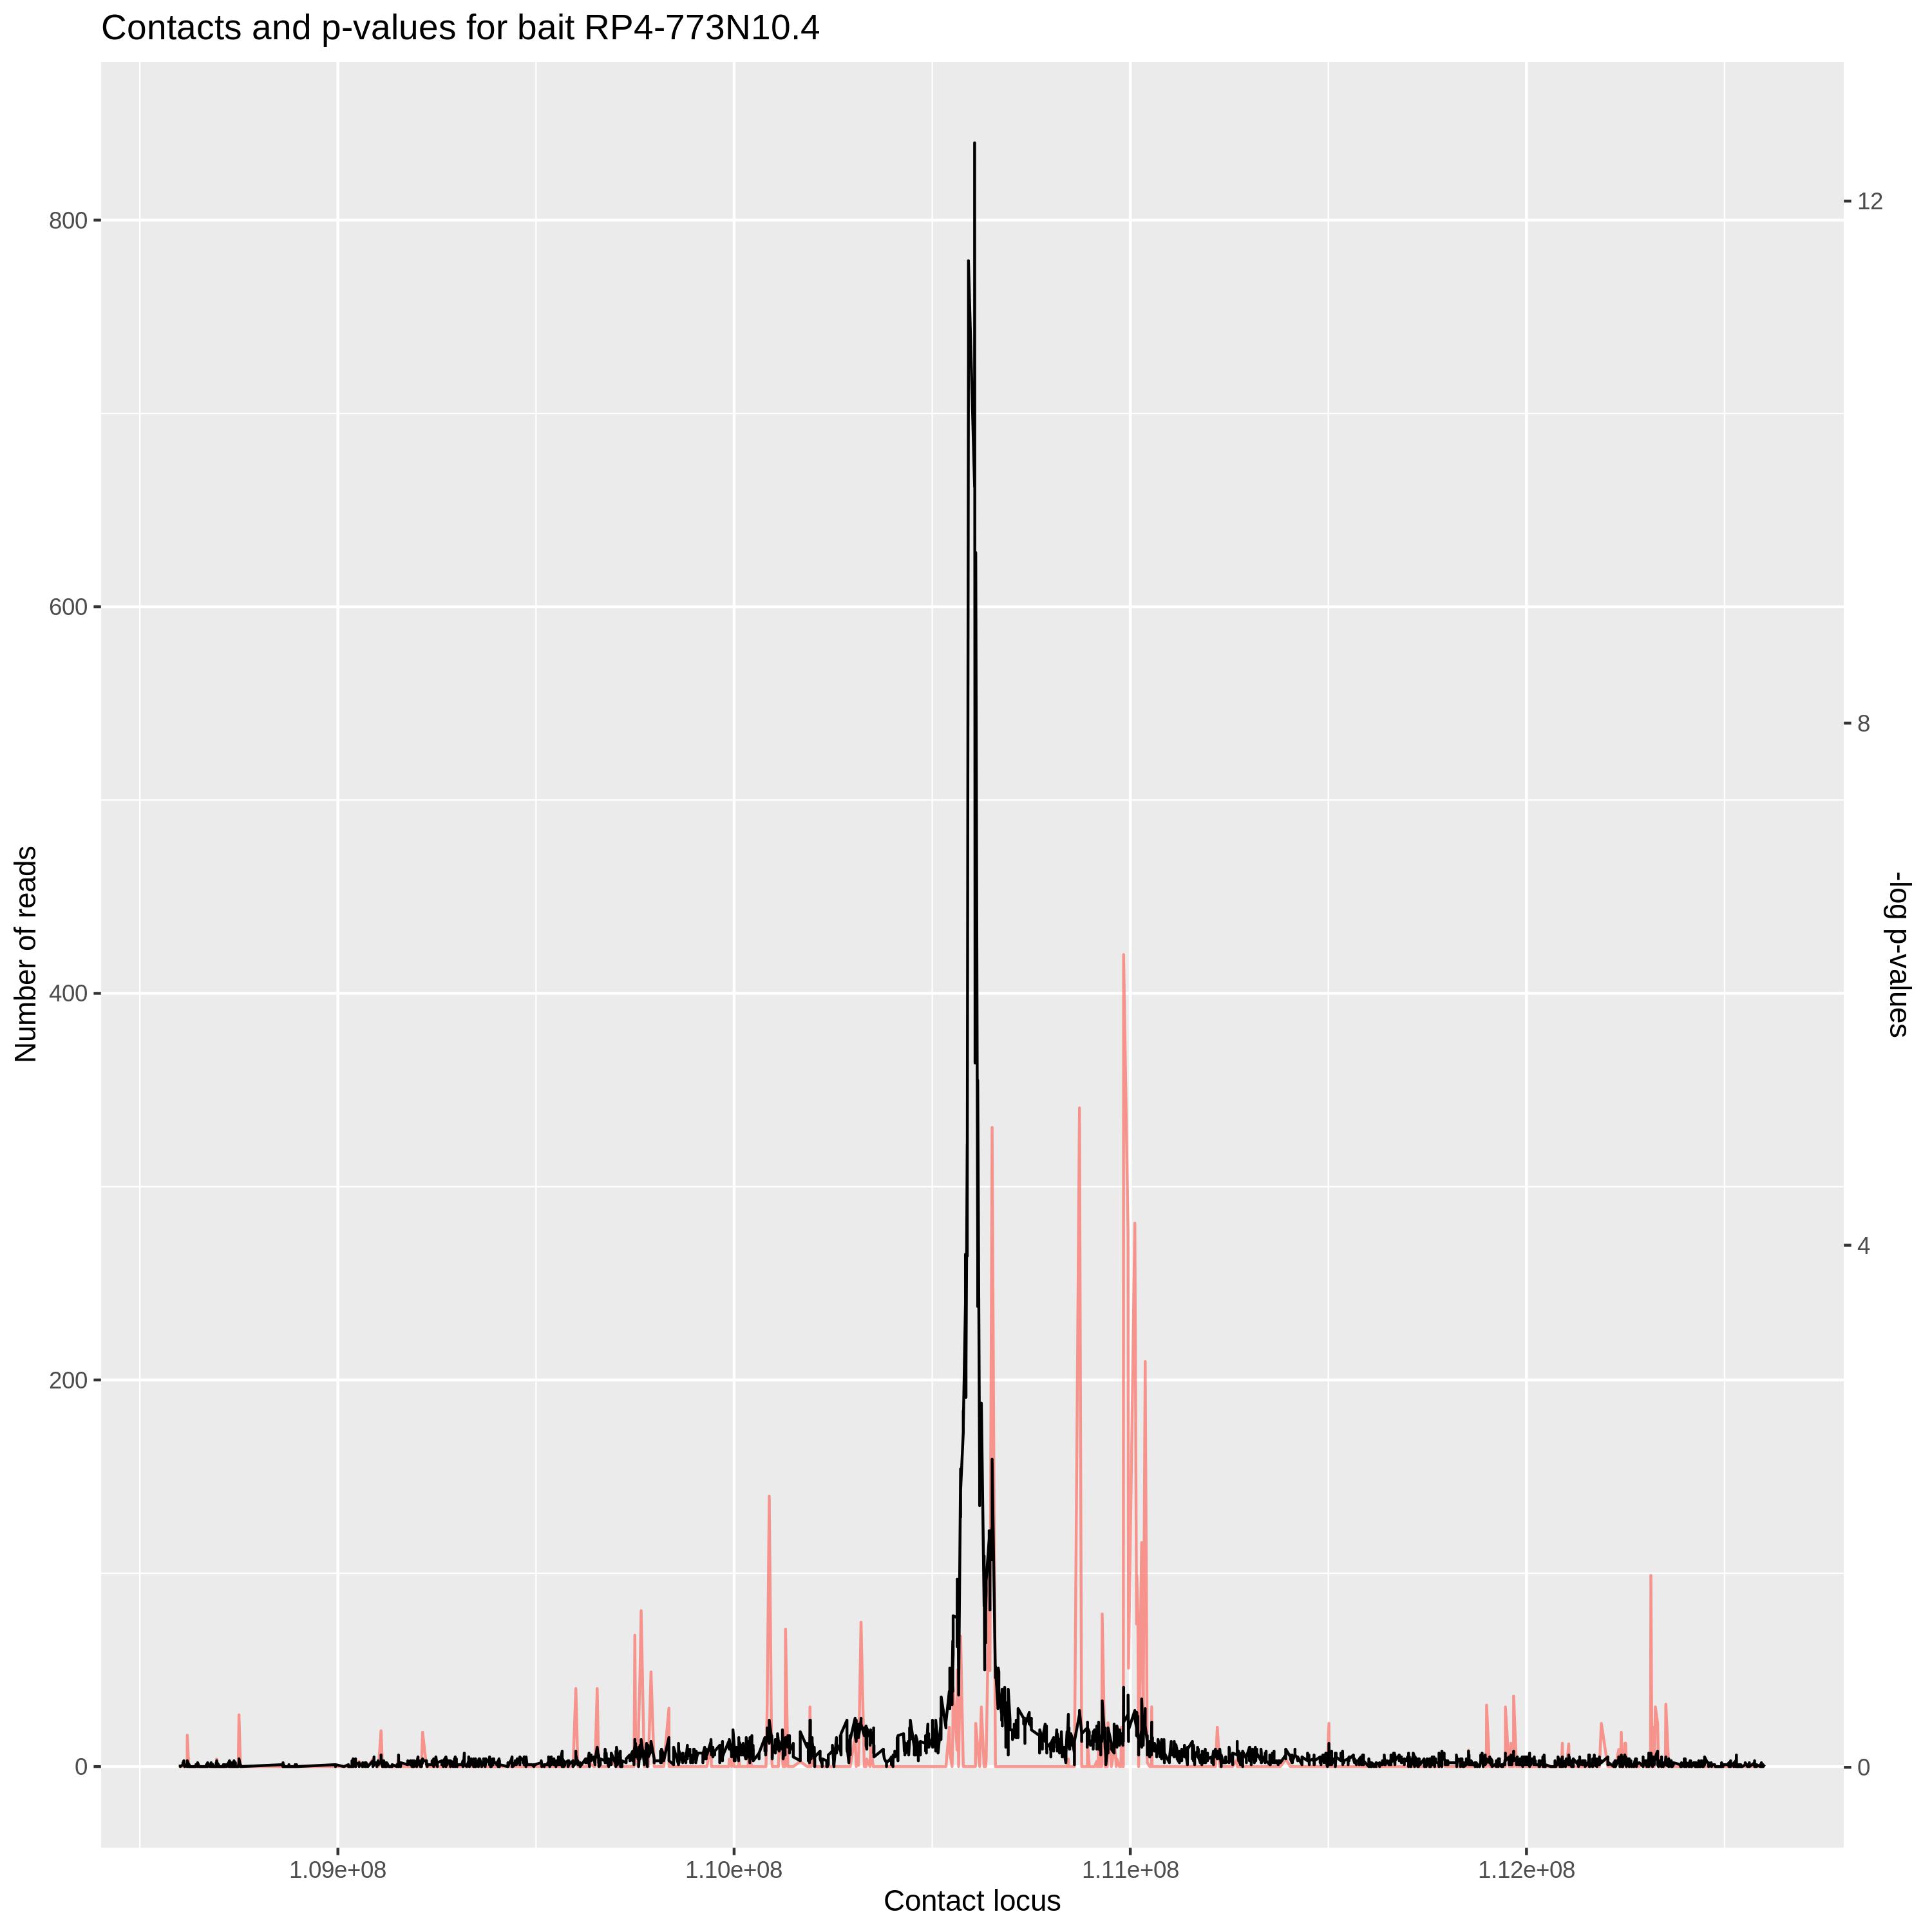 Contacts and p-values for bait RP4-773N10.4
800
600
400
200
0
Number of reads
12
8
4
0
-log p-values
1.09e+08
1.10e+08
1.11e+08
1.12e+08
Contact locus